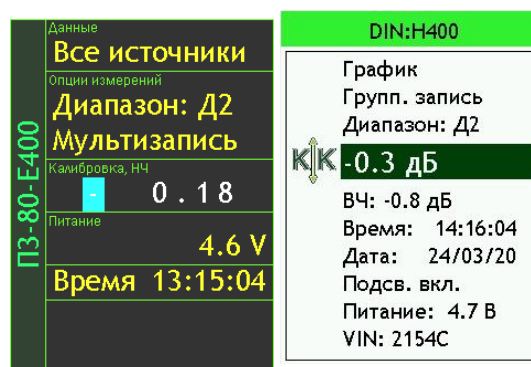 П3-80-Е400
Данные
Все источники
Опции измерений
Диапазон: Д2
Мультизапись
Калибровка, НЧ
- 0.18
Питание
4.6 V
Время 13:15:04
DIN:H400
График
Групп. запись
Диапазон: Д2
К К -0.3 дБ
ВЧ: -0.8 дБ
Время: 14:16:04
Дата: 24/03/20
Подсв. вкл.
Питание: 4.7 В
VIN: 2154C